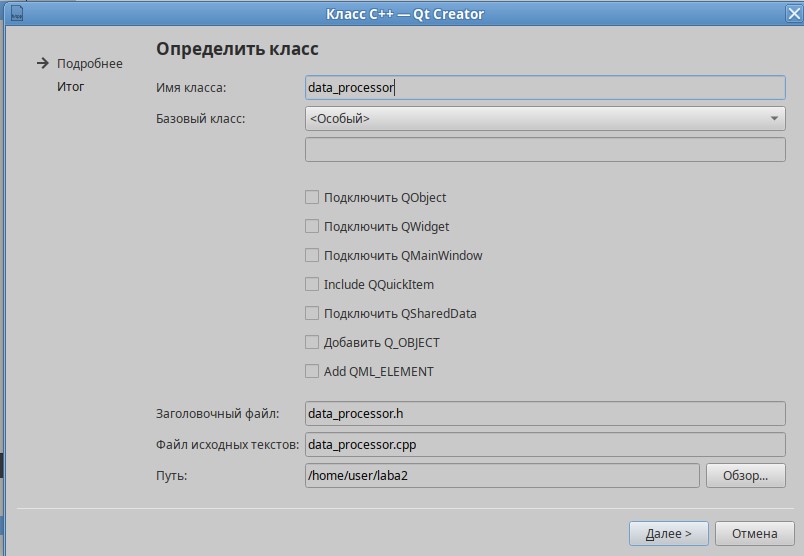 Класс C++ — Qt Creator
Определить класс
Подробнее
Итог
Имя класса: data_processor
Базовый класс: <Особый>
Подключить QObject
Подключить QWidget
Подключить QMainWindow
Include QQuickItem
Подключить QSharedData
Добавить Q_OBJECT
Add QML_ELEMENT
Заголовочный файл: data_processor.h
Файл исходных текстов: data_processor.cpp
Путь: /home/user/laba2 Обзор...
Далее > Отмена